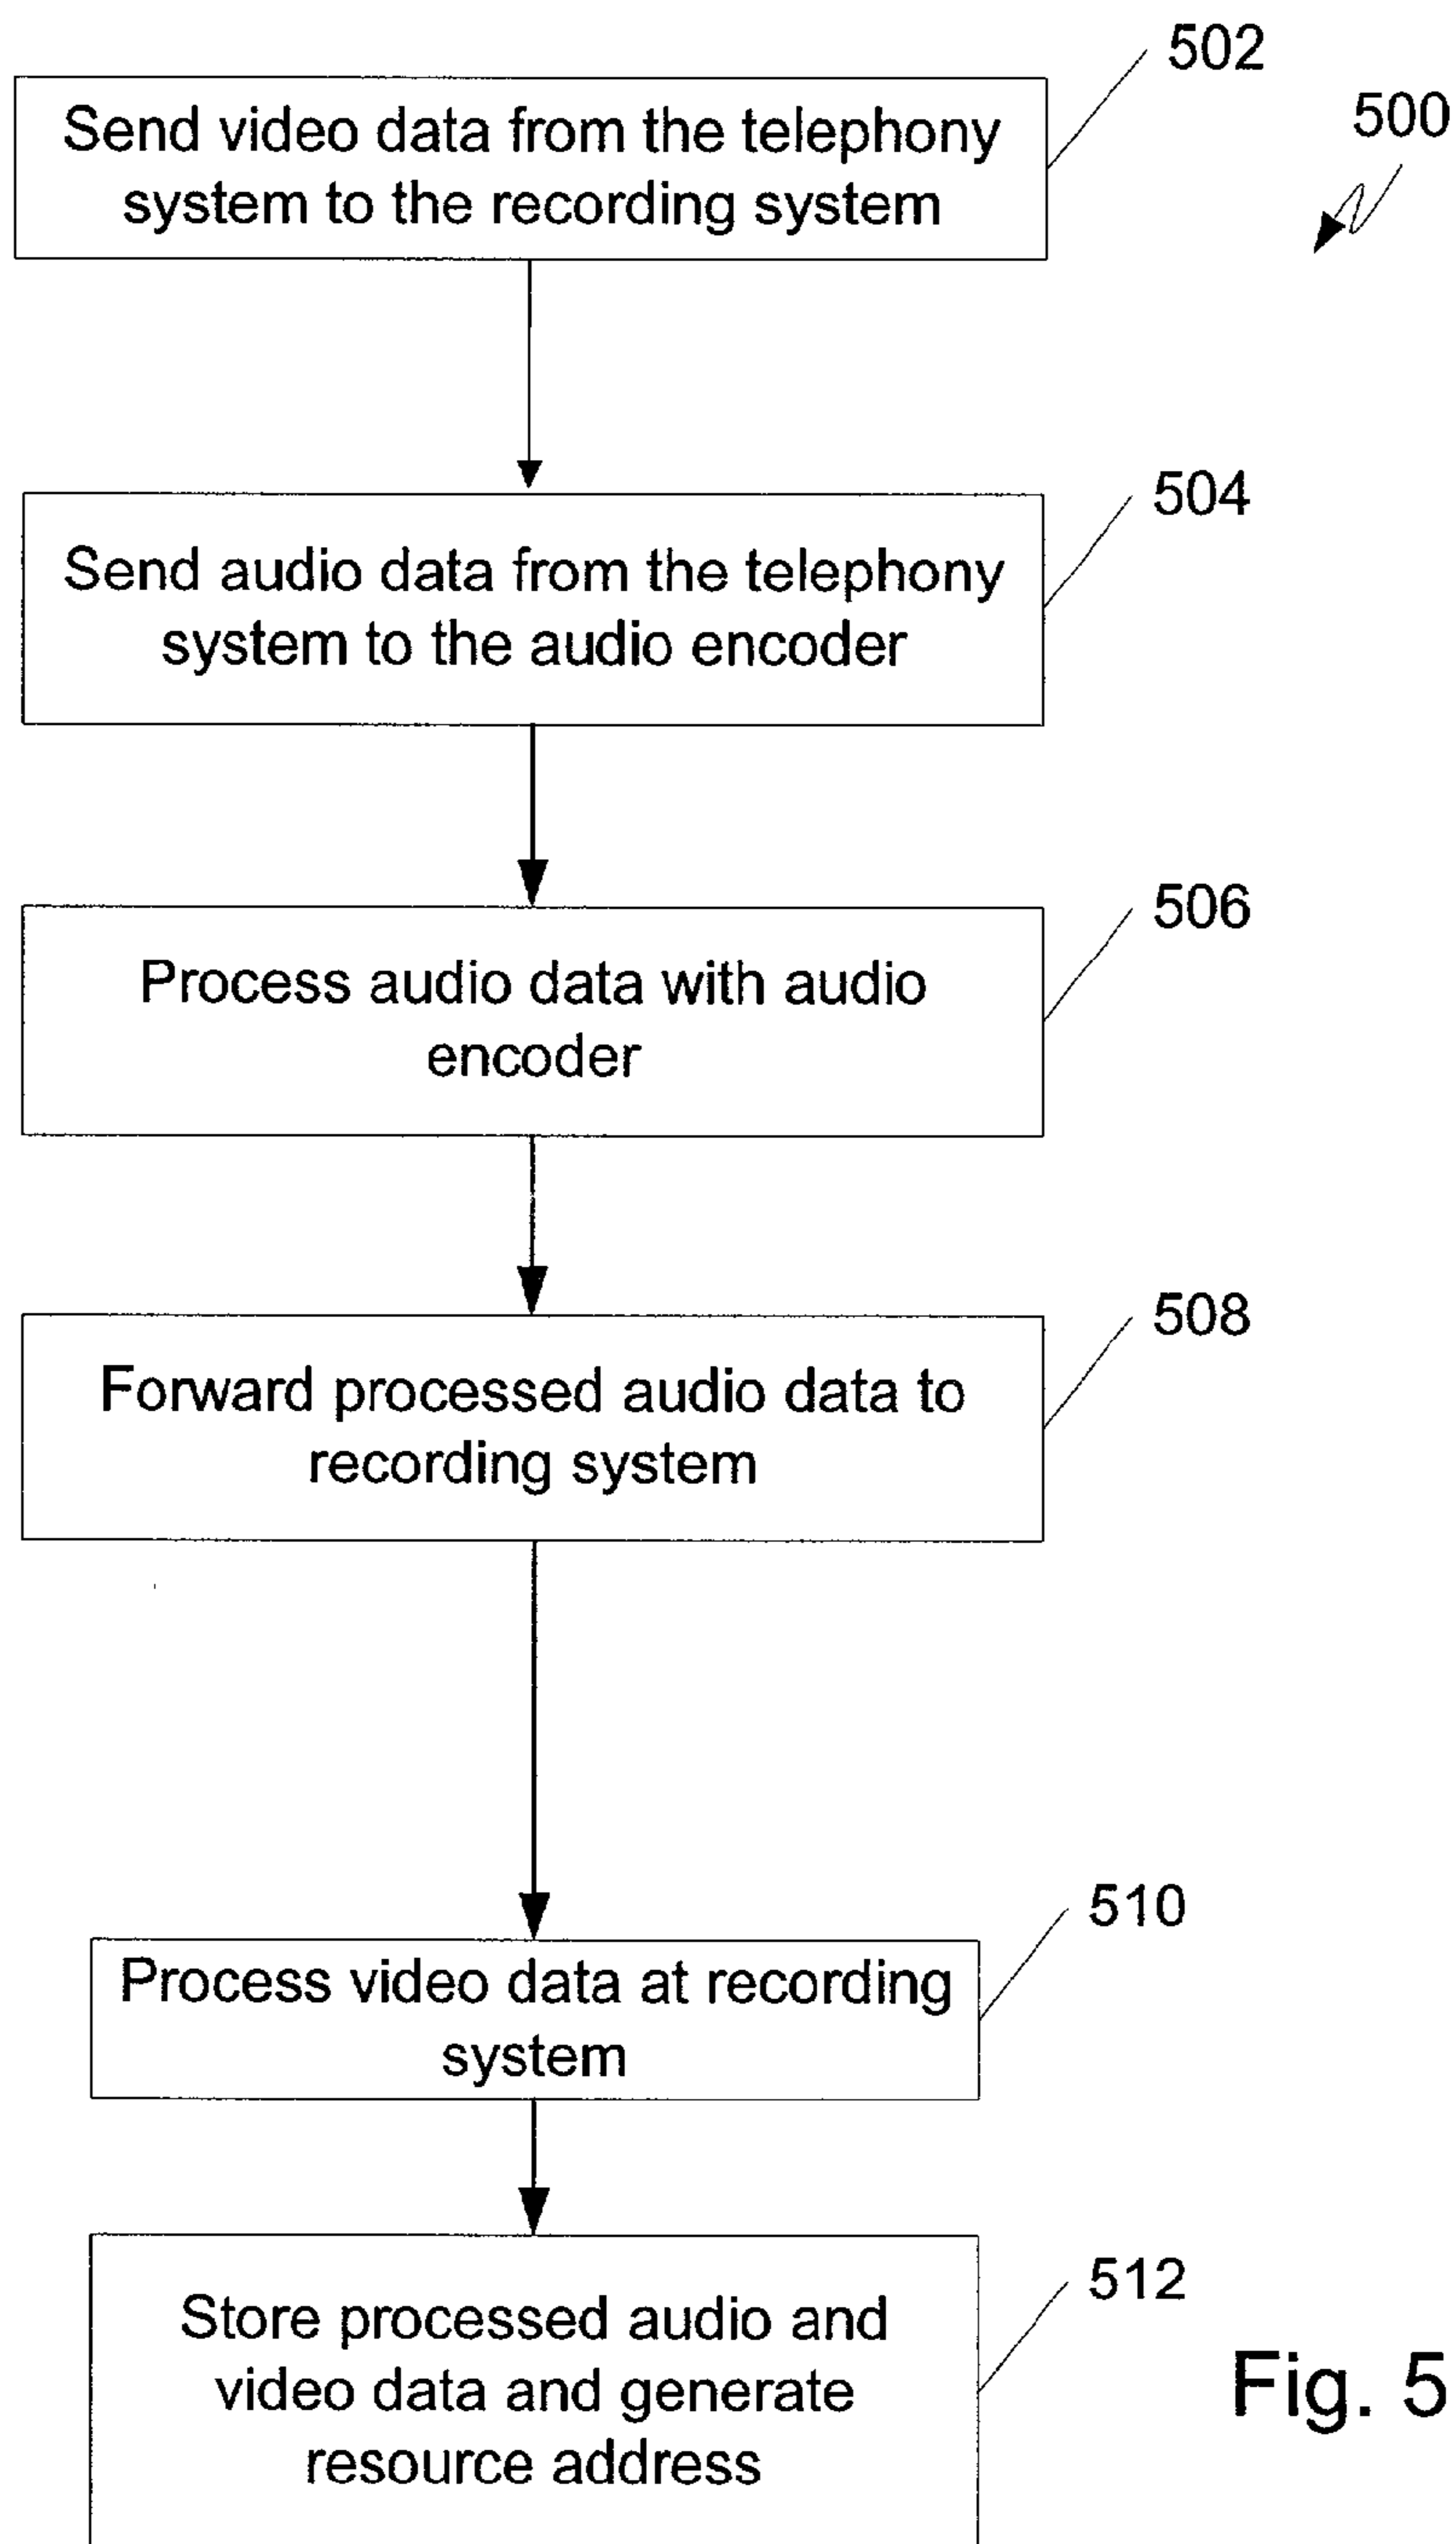 502
500
Send video data from the telephony
system to the recording system
504
Send audio data from the telephony
system to the audio encoder
506
Process audio data with audio
encoder
508
Forward processed audio data to
recording system
510
Process video data at recording
system
512
Store processed audio and
video data and generate
resource address
Fig. 5